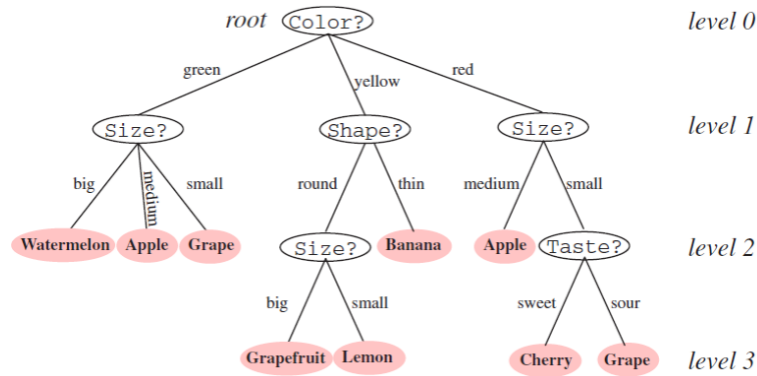 root Color? level 0
green yellow red
Size? Shape? Size? level 1
big medium small round thin medium small
Watermelon Apple Grape Size? Banana Apple Taste? level 2
big small sweet sour
Grapefruit Lemon Cherry Grape level 3